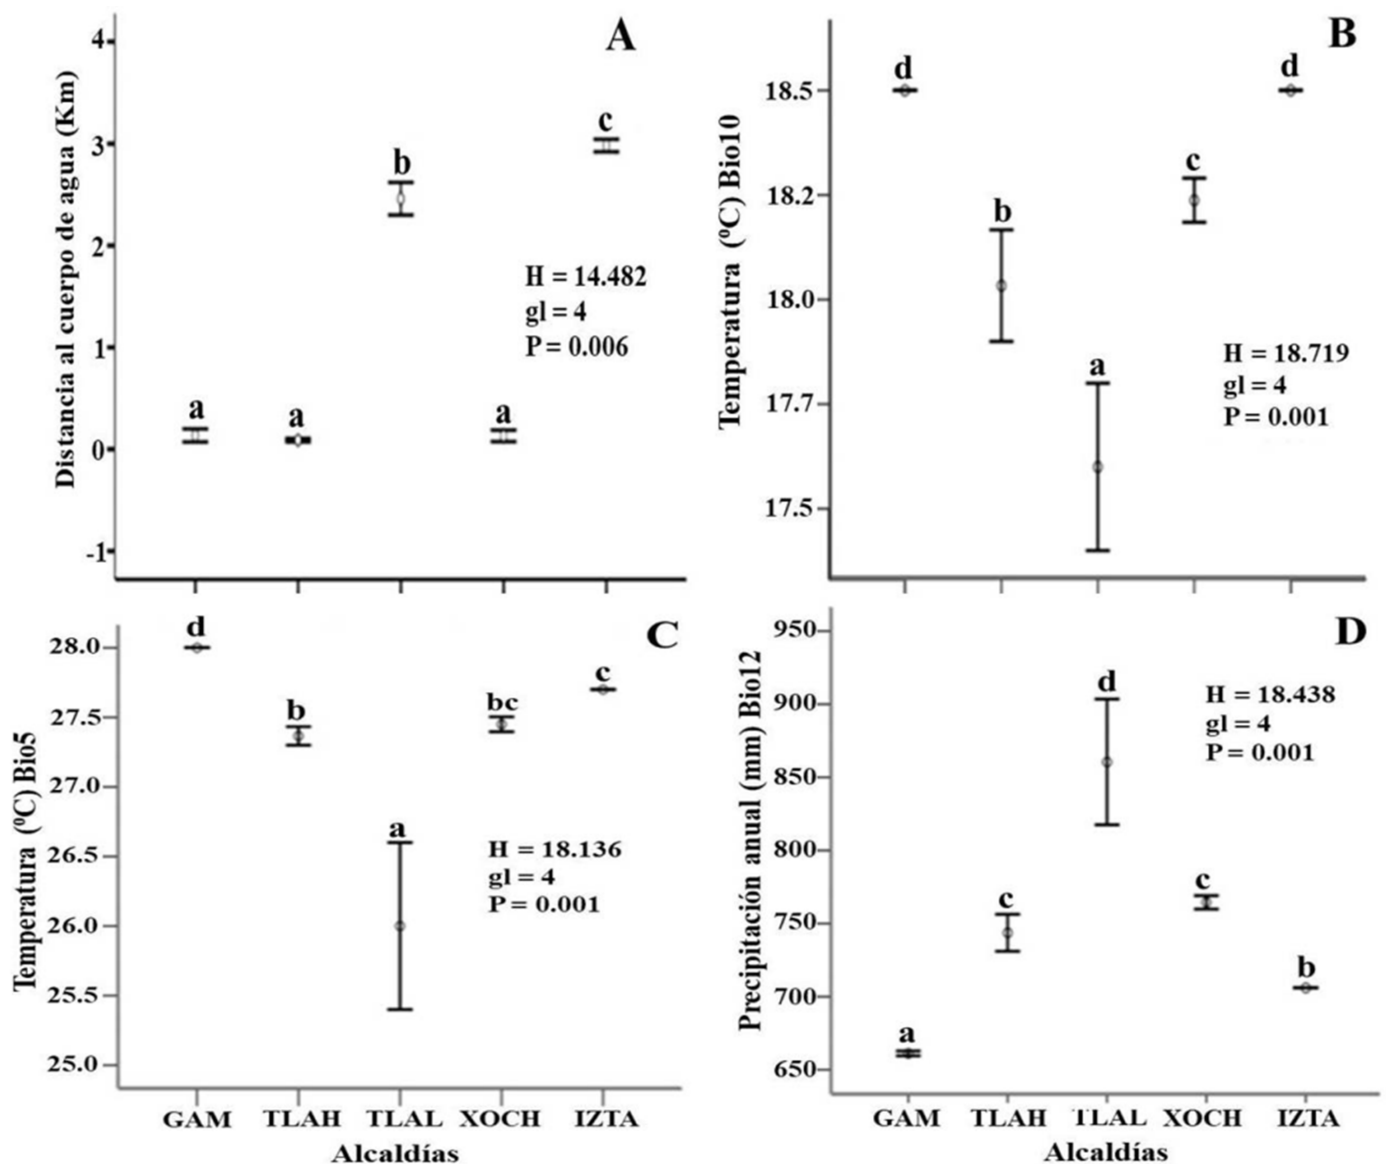 A
Distancia al cuerpo de agua (Km)
4
3
2
1
0
-1
a
a
b
a
c
H = 14.482
gl = 4
P = 0.006
B
Temperatura (ºC) Bio10
18.5
18.2
18.0
17.7
17.5
d
b
a
c
d
H = 18.719
gl = 4
P = 0.001
C
Temperatura (ºC) Bio5
28.0
27.5
27.0
26.5
26.0
25.5
25.0
d
b
a
bc
c
H = 18.136
gl = 4
P = 0.001
GAM TLAH TLAL XOCH IZTA
Alcaldías
D
Precipitación anual (mm) Bio12
950
900
850
800
750
700
650
a
c
d
c
b
H = 18.438
gl = 4
P = 0.001
GAM TLAH TLAL XOCH IZTA
Alcaldías